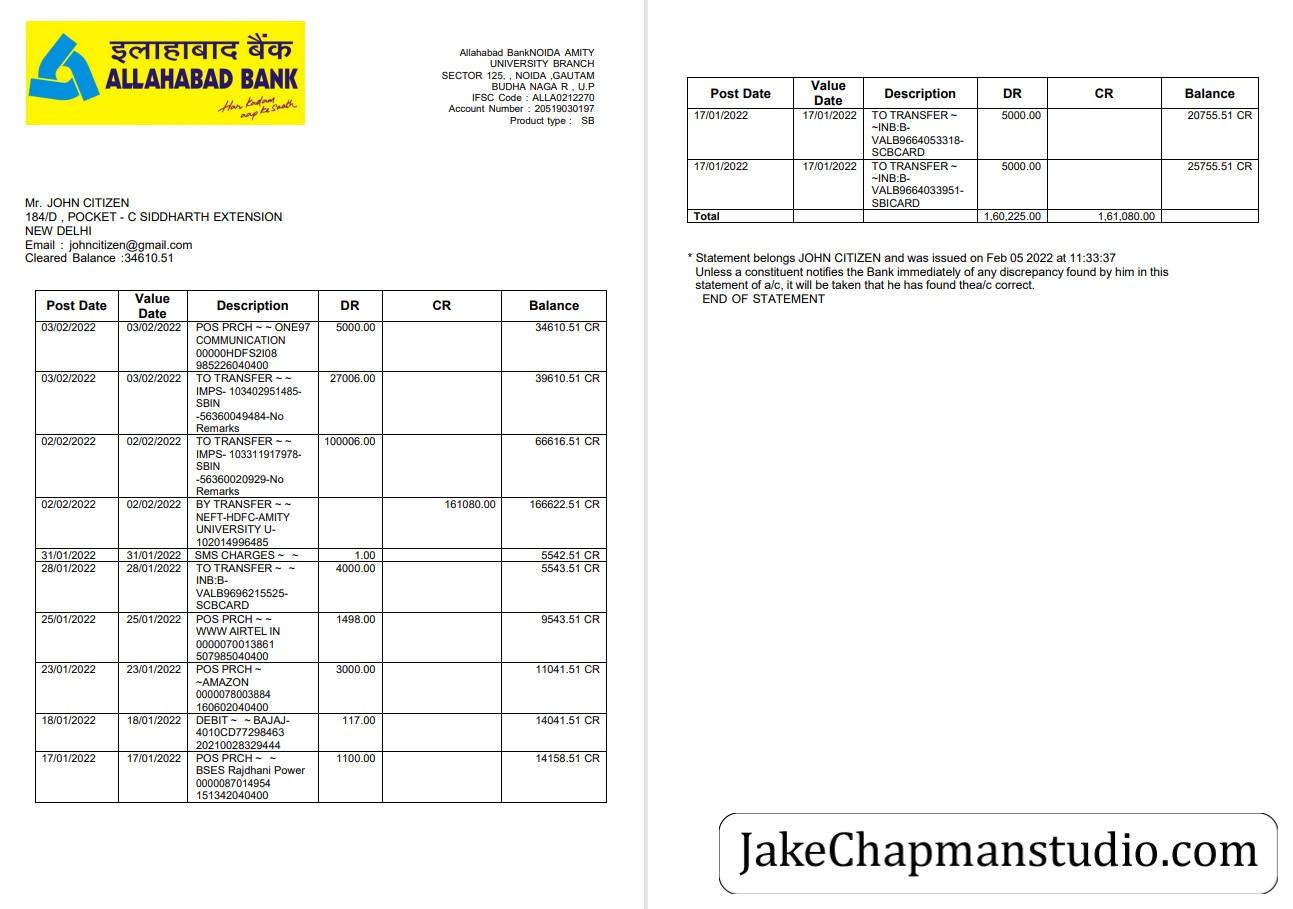 इलाहाबाद बैंक
ALLAHABAD BANK
Har kadam
aap ke saath
Allahabad BankNOIDA AMITY
UNIVERSITY BRANCH
SECTOR 125, , NOIDA ,GAUTAM
BUDHA NAGA R , U.P
IFSC Code : ALLA0212270
Account Number : 20519030197
Product type : SB
Mr. JOHN CITIZEN
184/D , POCKET - C SIDDHARTH EXTENSION
NEW DELHI
Email : johncitizen@gmail.com
Cleared Balance :34610.51
Post Date Value Date Description DR CR Balance
03/02/2022 03/02/2022 POS PRCH ~ ~ ONE97 5000.00 34610.51 CR
COMMUNICATION
00000HDFS2I08
985226040400
03/02/2022 03/02/2022 TO TRANSFER ~ ~ 27006.00 39610.51 CR
IMPS- 103402951485-
SBIN
-56360049484-No
Remarks
02/02/2022 02/02/2022 TO TRANSFER ~ ~ 100006.00 66616.51 CR
IMPS- 103311917978-
SBIN
-56360020929-No
Remarks
02/02/2022 02/02/2022 BY TRANSFER ~ ~ 161080.00 166622.51 CR
NEFT-HDFC-AMITY
UNIVERSITY U-
102014996485
31/01/2022 31/01/2022 SMS CHARGES ~ ~ 1.00 5542.51 CR
28/01/2022 28/01/2022 TO TRANSFER ~ ~ 4000.00 5543.51 CR
INB:B-
VALB9696215525-
SCBCARD
25/01/2022 25/01/2022 POS PRCH ~ ~ 1498.00 9543.51 CR
WWW AIRTEL IN
0000070013861
507985040400
23/01/2022 23/01/2022 POS PRCH ~ 3000.00 11041.51 CR
~AMAZON
0000078003884
160602040400
18/01/2022 18/01/2022 DEBIT ~ ~ BAJAJ- 117.00 14041.51 CR
4010CD77298463
20210028329444
17/01/2022 17/01/2022 POS PRCH ~ ~ 1100.00 14158.51 CR
BSES Rajdhani Power
0000087014954
151342040400
Post Date Value Date Description DR CR Balance
17/01/2022 17/01/2022 TO TRANSFER ~ 5000.00 20755.51 CR
~INB:B-
VALB9664053318-
SCBCARD
17/01/2022 17/01/2022 TO TRANSFER ~ 5000.00 25755.51 CR
~INB:B-
VALB9664033951-
SBICARD
Total 1,60,225.00 1,61,080.00
* Statement belongs JOHN CITIZEN and was issued on Feb 05 2022 at 11:33:37
Unless a constituent notifies the Bank immediately of any discrepancy found by him in this
statement of a/c, it will be taken that he has found thea/c correct.
END OF STATEMENT
JakeChapmanstudio.com